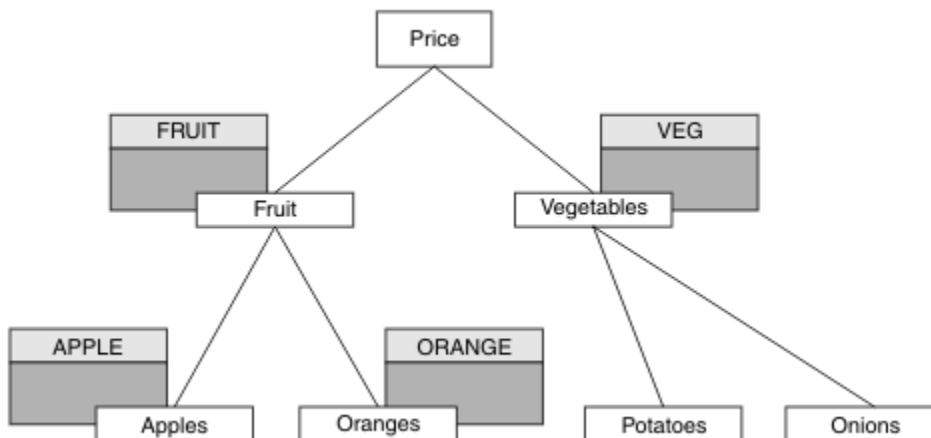 Price
FRUIT
VEG
Fruit
Vegetables
APPLE
ORANGE
Apples
Oranges
Potatoes
Onions